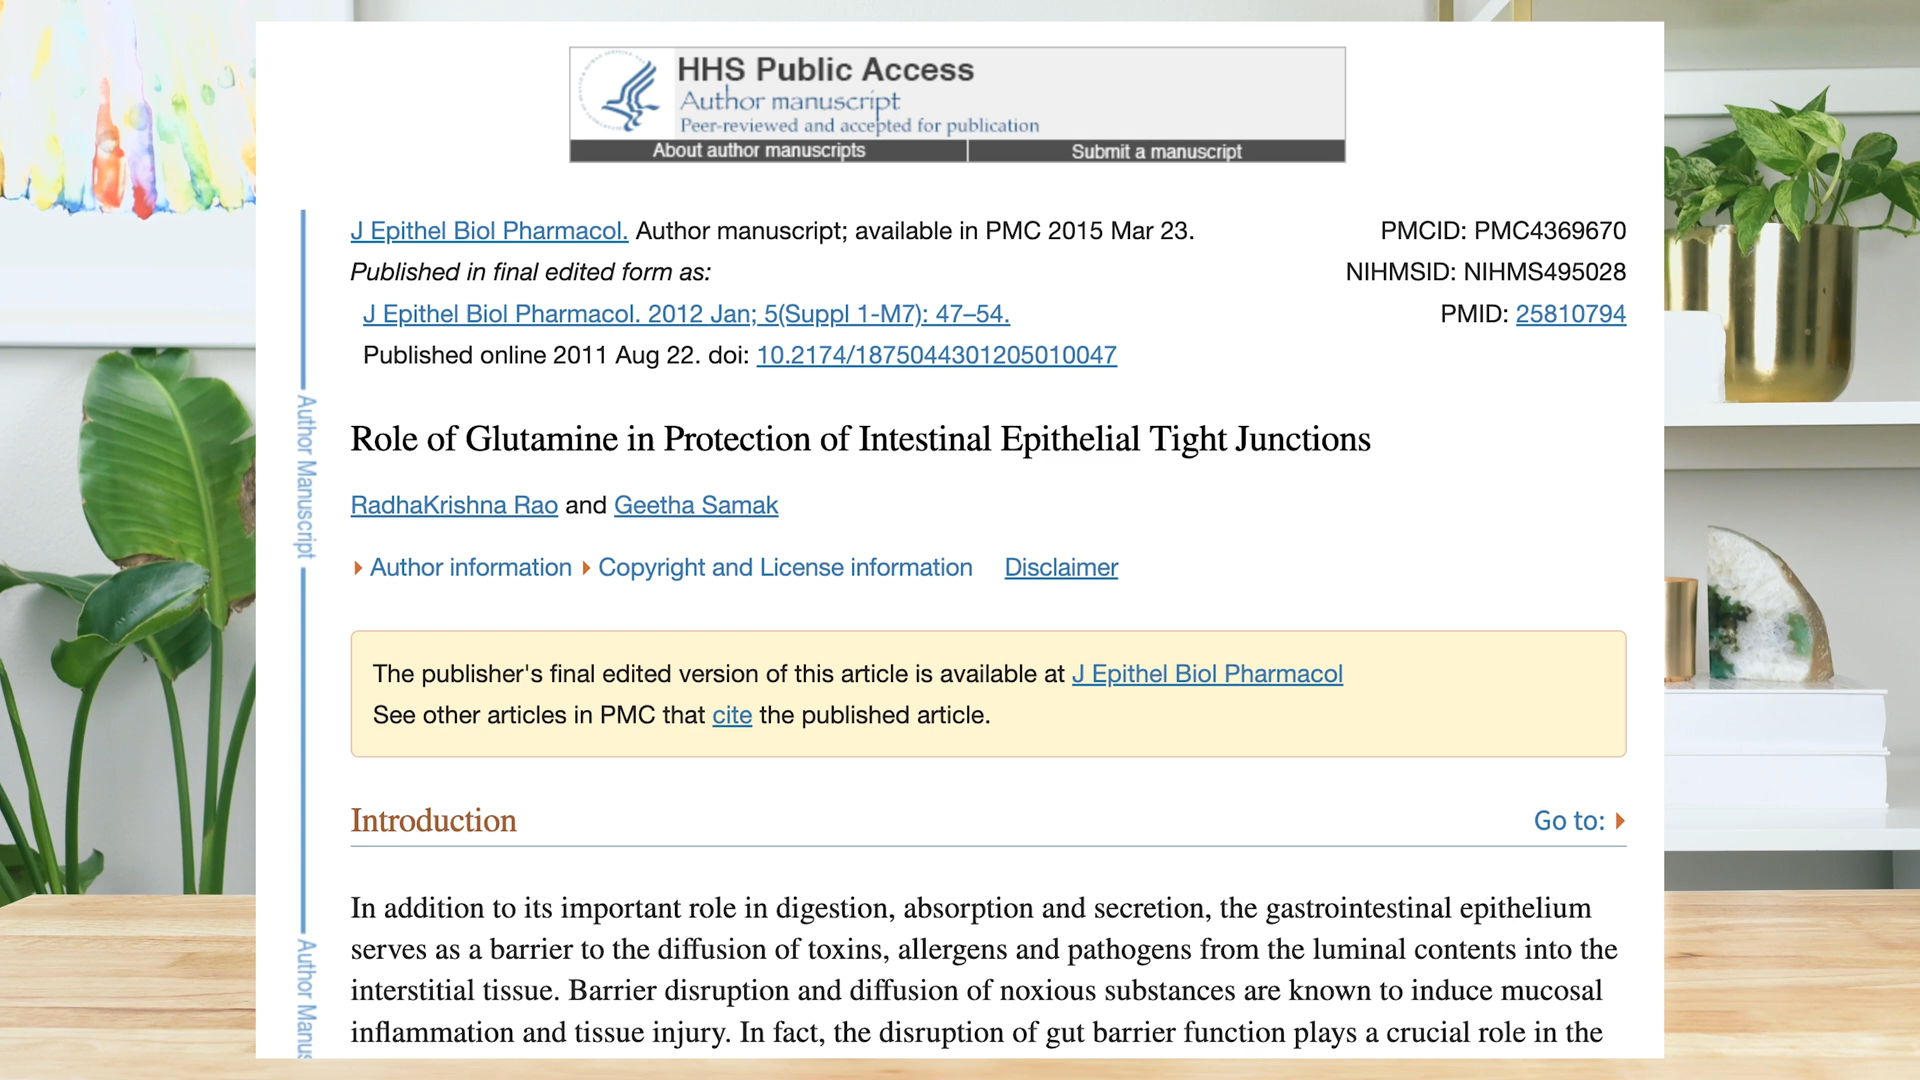 HHS Public Access
Author manuscript
Peer-reviewed and accepted for publication
About author manuscripts
Submit a manuscript
J Epithel Biol Pharmacol. Author manuscript; available in PMC 2015 Mar 23.
Published in final edited form as:
J Epithel Biol Pharmacol. 2012 Jan; 5(Suppl 1-M7): 47–54.
Published online 2011 Aug 22. doi: 10.2174/1875044301205010047
PMCID: PMC4369670
NIHMSID: NIHMS495028
PMID: 25810794
Role of Glutamine in Protection of Intestinal Epithelial Tight Junctions
RadhaKrishna Rao and Geetha Samak
Author information Copyright and License information Disclaimer
The publisher's final edited version of this article is available at J Epithel Biol Pharmacol
See other articles in PMC that cite the published article.
Introduction
Go to:
In addition to its important role in digestion, absorption and secretion, the gastrointestinal epithelium
serves as a barrier to the diffusion of toxins, allergens and pathogens from the luminal contents into the
interstitial tissue. Barrier disruption and diffusion of noxious substances are known to induce mucosal
inflammation and tissue injury. In fact, the disruption of gut barrier function plays a crucial role in the
Author Manuscript
Author Manus